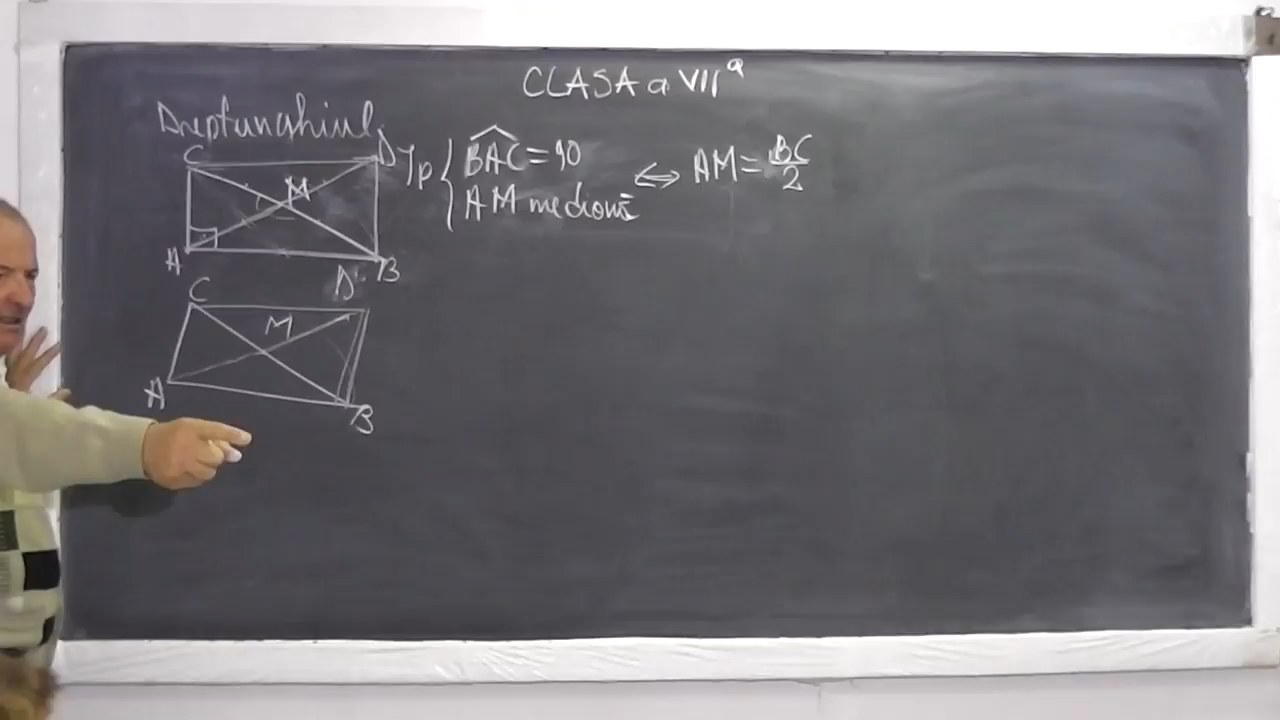 CLASA a VII ª
Dreptunghiul
C D
M
A B
Ip { BAC = 90
AM mediană
⟺ AM = BC/2
C D'
M
A B